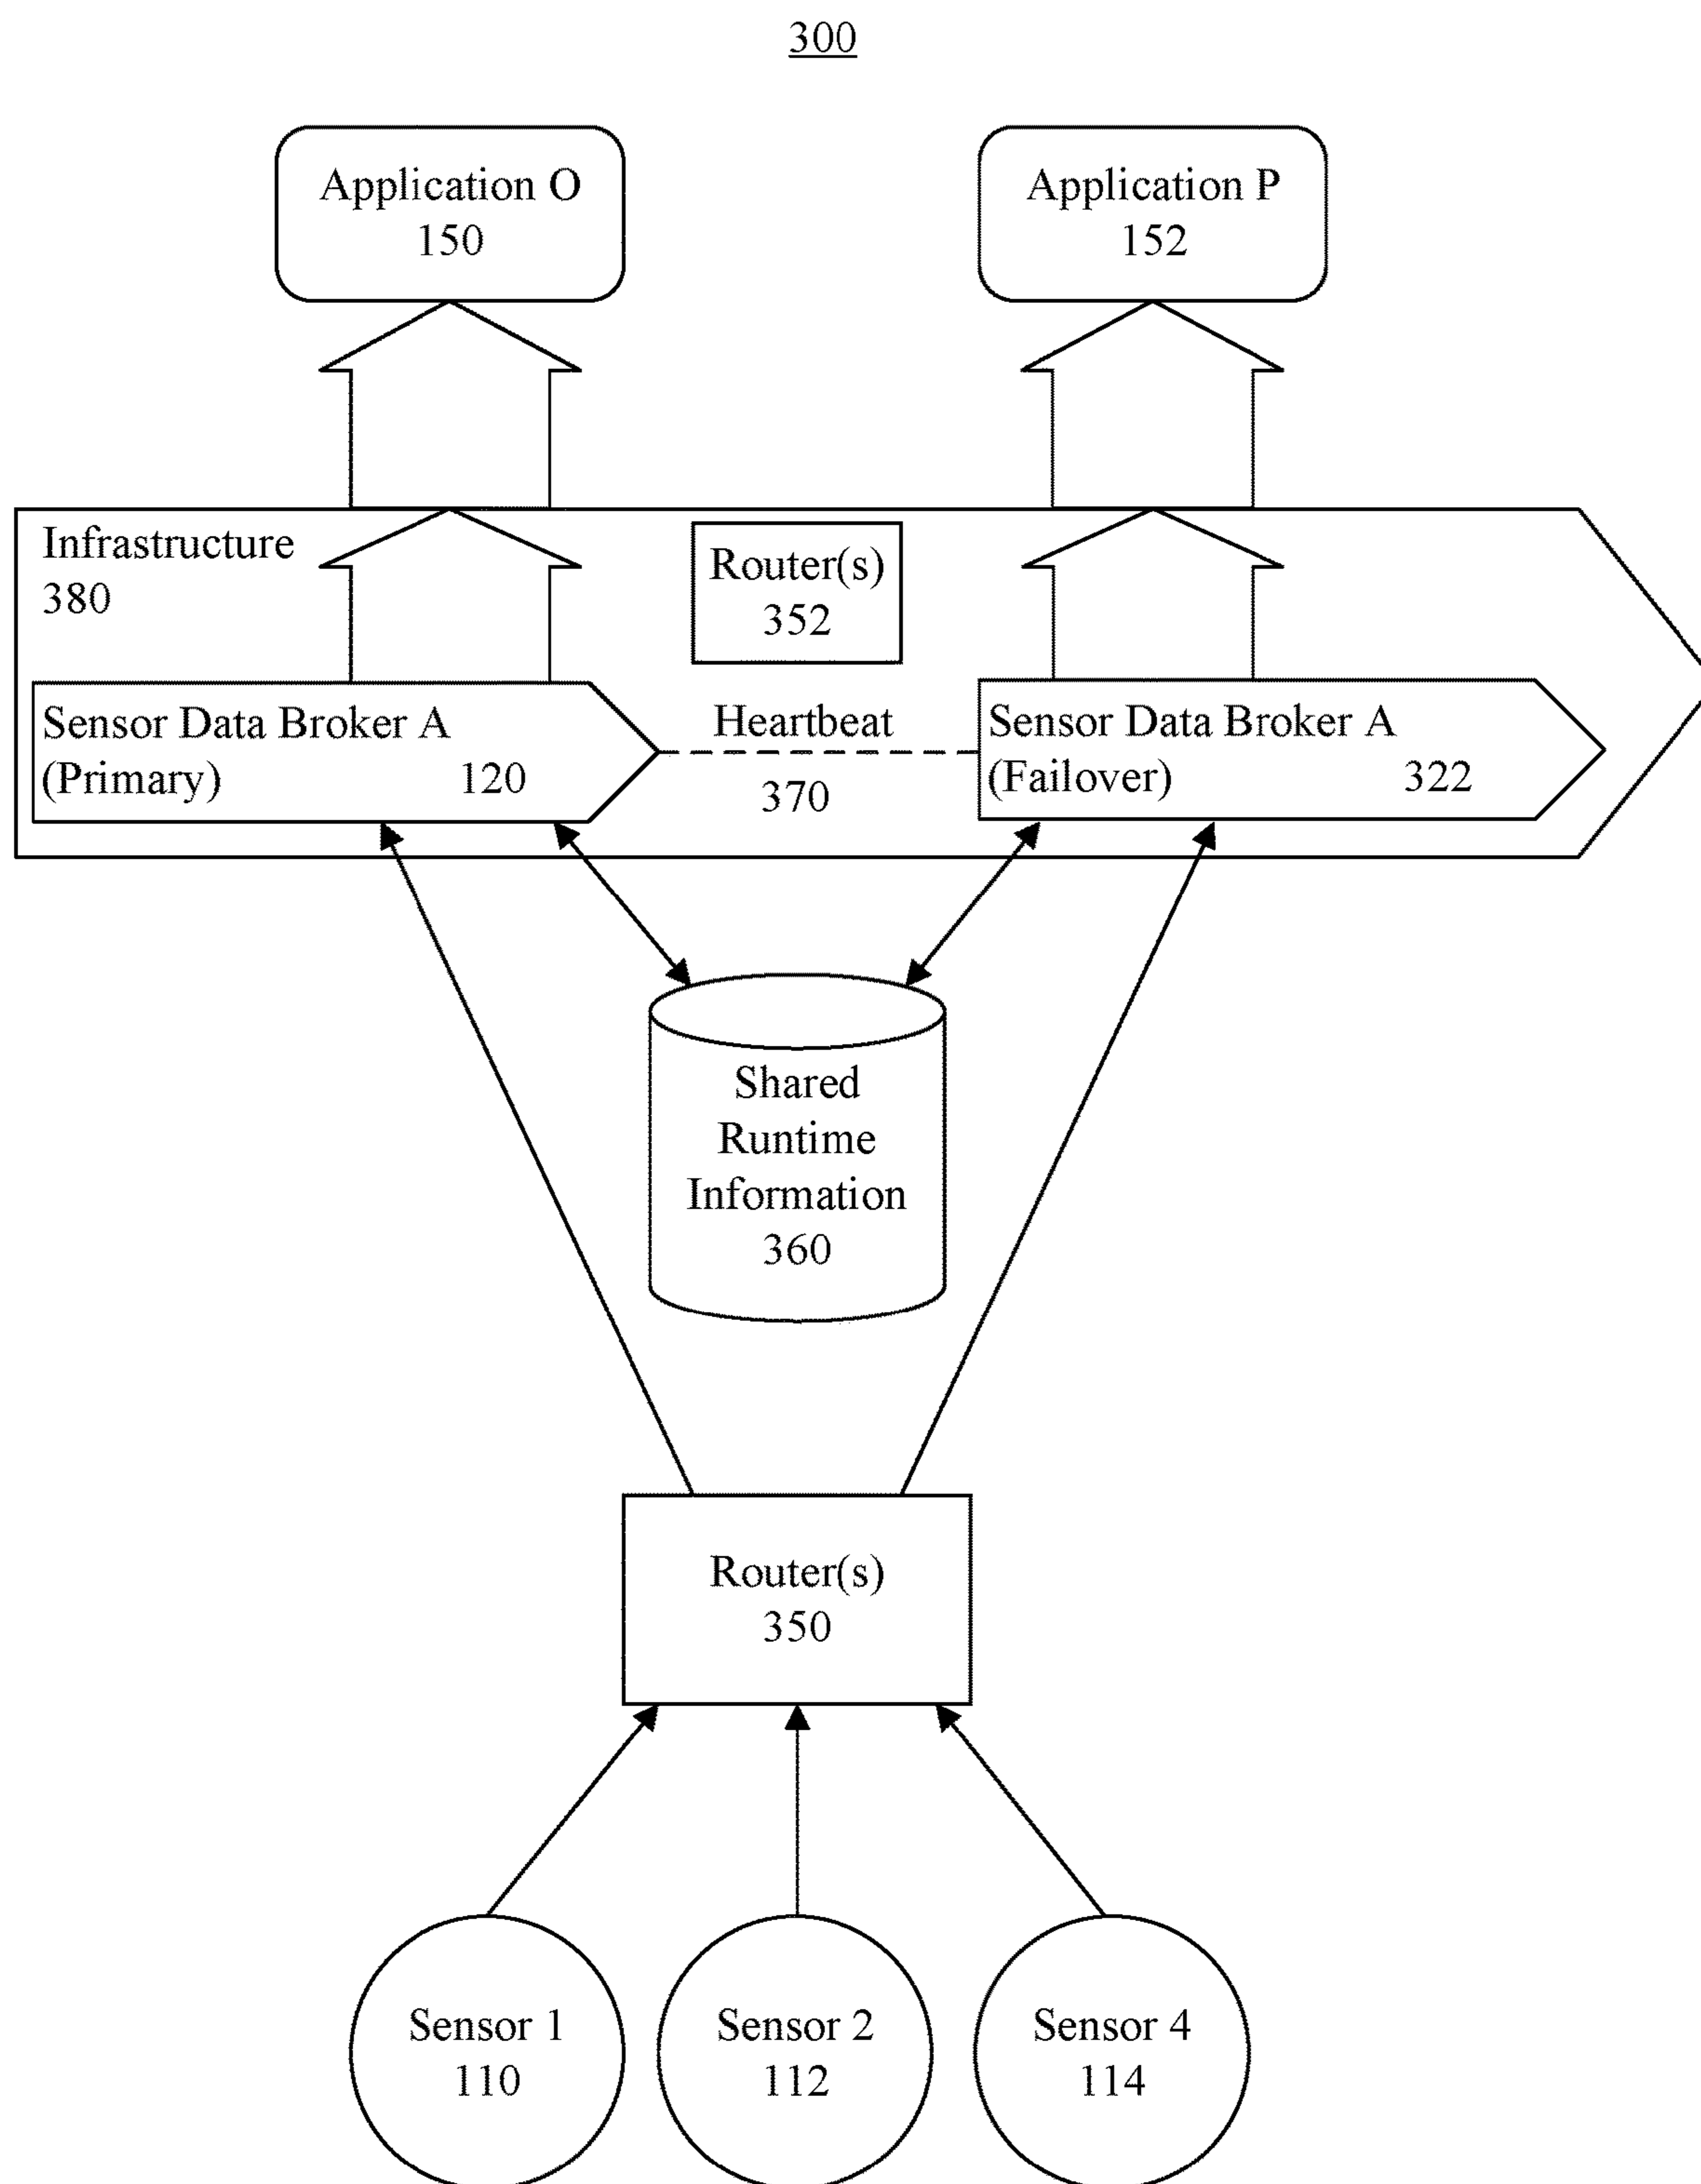 300
Application O
150
Application P
152
Infrastructure
380
Router(s)
352
Sensor Data Broker A
(Primary) 120
Heartbeat
370
Sensor Data Broker A
(Failover) 322
Shared
Runtime
Information
360
Router(s)
350
Sensor 1
110
Sensor 2
112
Sensor 4
114